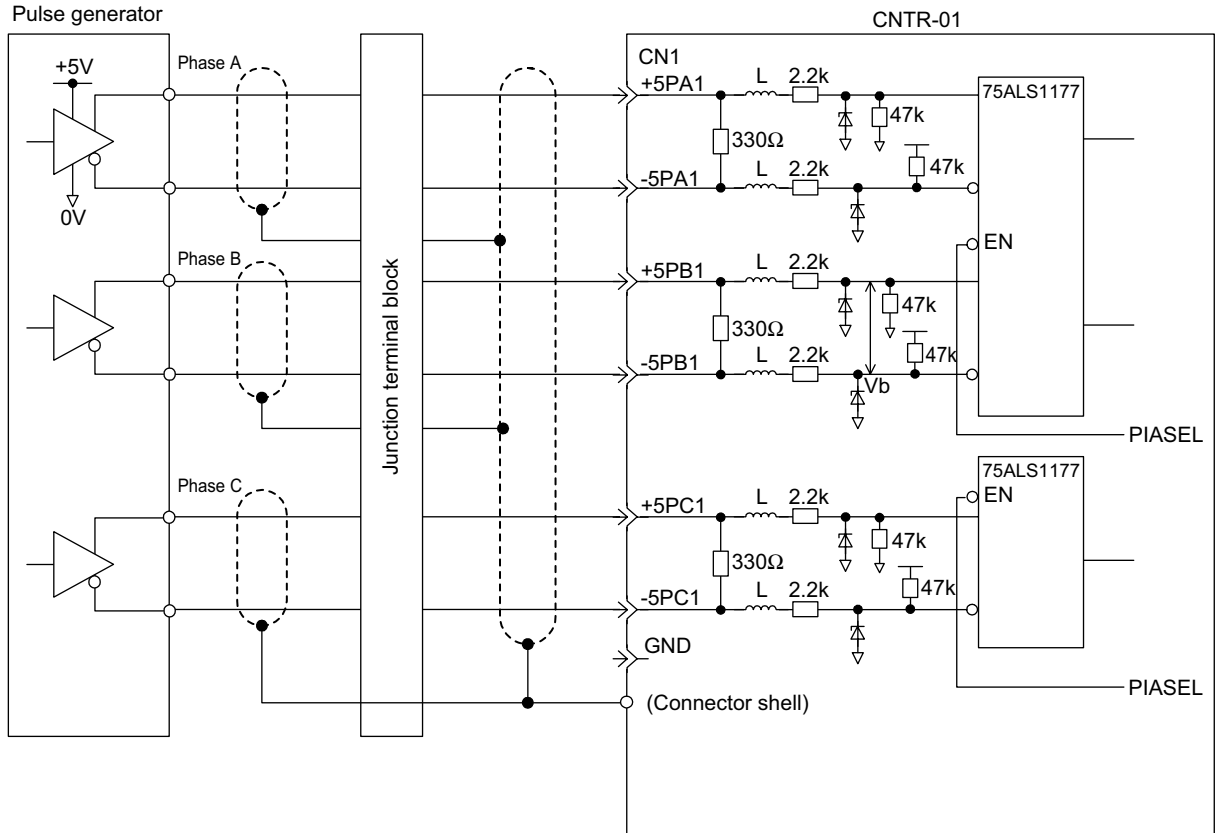 Pulse generator
CNTR-01
+5V
0V
Phase A
Phase B
Phase C
Junction terminal block
CN1
+5PA1
L
2.2k
47k
330Ω
47k
-5PA1
L
2.2k
75ALS1177
EN
+5PB1
L
2.2k
47k
330Ω
47k
-5PB1
L
2.2k
Vb
PIASEL
75ALS1177
EN
+5PC1
L
2.2k
47k
330Ω
47k
-5PC1
L
2.2k
GND
PIASEL
(Connector shell)